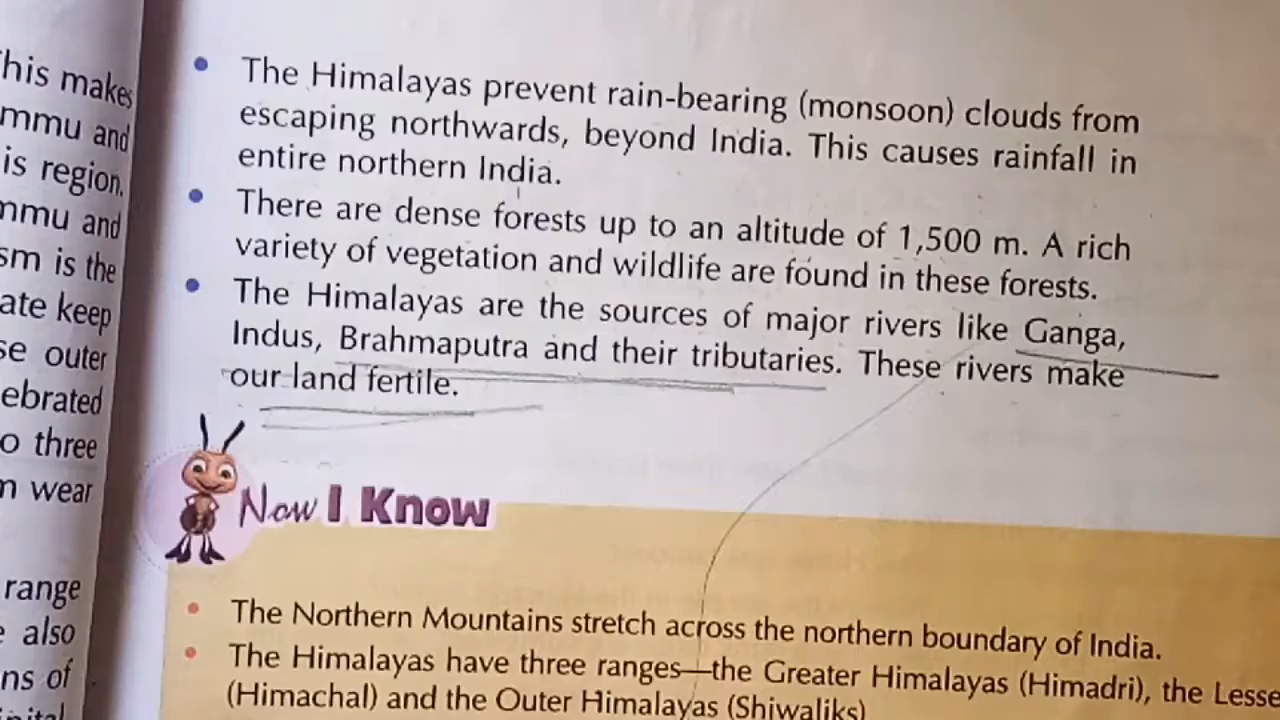 his makes
mmu and
is region.
mmu and
sm is the
ate keep
se outer
ebrated
o three
n wear
range
e also
ns of
The Himalayas prevent rain-bearing (monsoon) clouds from
escaping northwards, beyond India. This causes rainfall in
entire northern India.
There are dense forests up to an altitude of 1,500 m. A rich
variety of vegetation and wildlife are found in these forests.
The Himalayas are the sources of major rivers like Ganga,
Indus, Brahmaputra and their tributaries. These rivers make
our land fertile.
Now I Know
The Northern Mountains stretch across the northern boundary of India.
The Himalayas have three ranges—the Greater Himalayas (Himadri), the Lesse
(Himachal) and the Outer Himalayas (Shiwaliks)